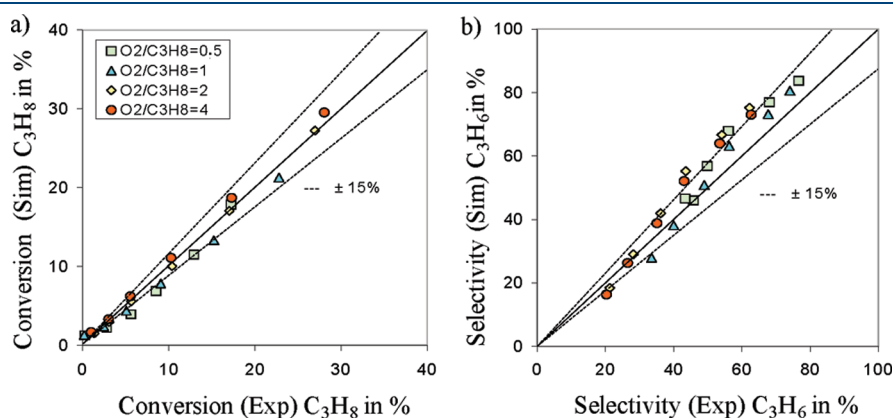 a)
Conversion (Sim) C₃H₈ in %
40
30
20
10
0
O2/C3H8=0.5
O2/C3H8=1
O2/C3H8=2
O2/C3H8=4
± 15%
0 10 20 30 40
Conversion (Exp) C₃H₈ in %
b)
Selectivity (Sim) C₃H₆ in %
100
80
60
40
20
0
± 15%
0 20 40 60 80 100
Selectivity (Exp) C₃H₆ in %